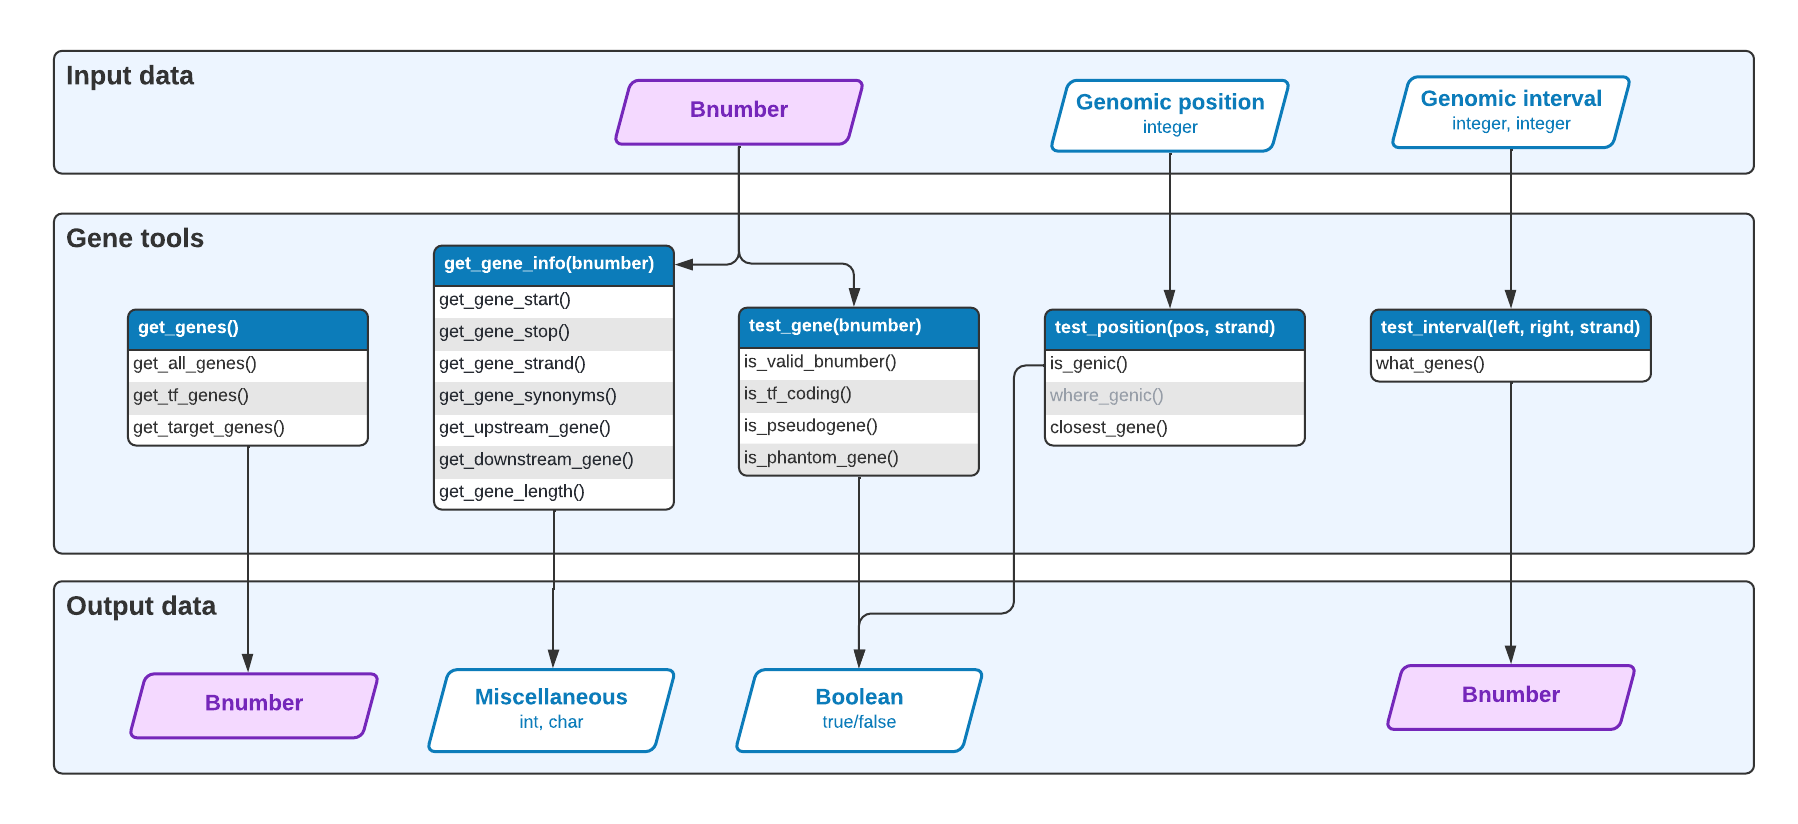 Input data
Bnumber
Genomic position
integer
Genomic interval
integer, integer
Gene tools
get_genes()
get_all_genes()
get_tf_genes()
get_target_genes()
get_gene_info(bnumber)
get_gene_start()
get_gene_stop()
get_gene_strand()
get_gene_synonyms()
get_upstream_gene()
get_downstream_gene()
get_gene_length()
test_gene(bnumber)
is_valid_bnumber()
is_tf_coding()
is_pseudogene()
is_phantom_gene()
test_position(pos, strand)
is_genic()
where_genic()
closest_gene()
test_interval(left, right, strand)
what_genes()
Output data
Bnumber
Miscellaneous
int, char
Boolean
true/false
Bnumber